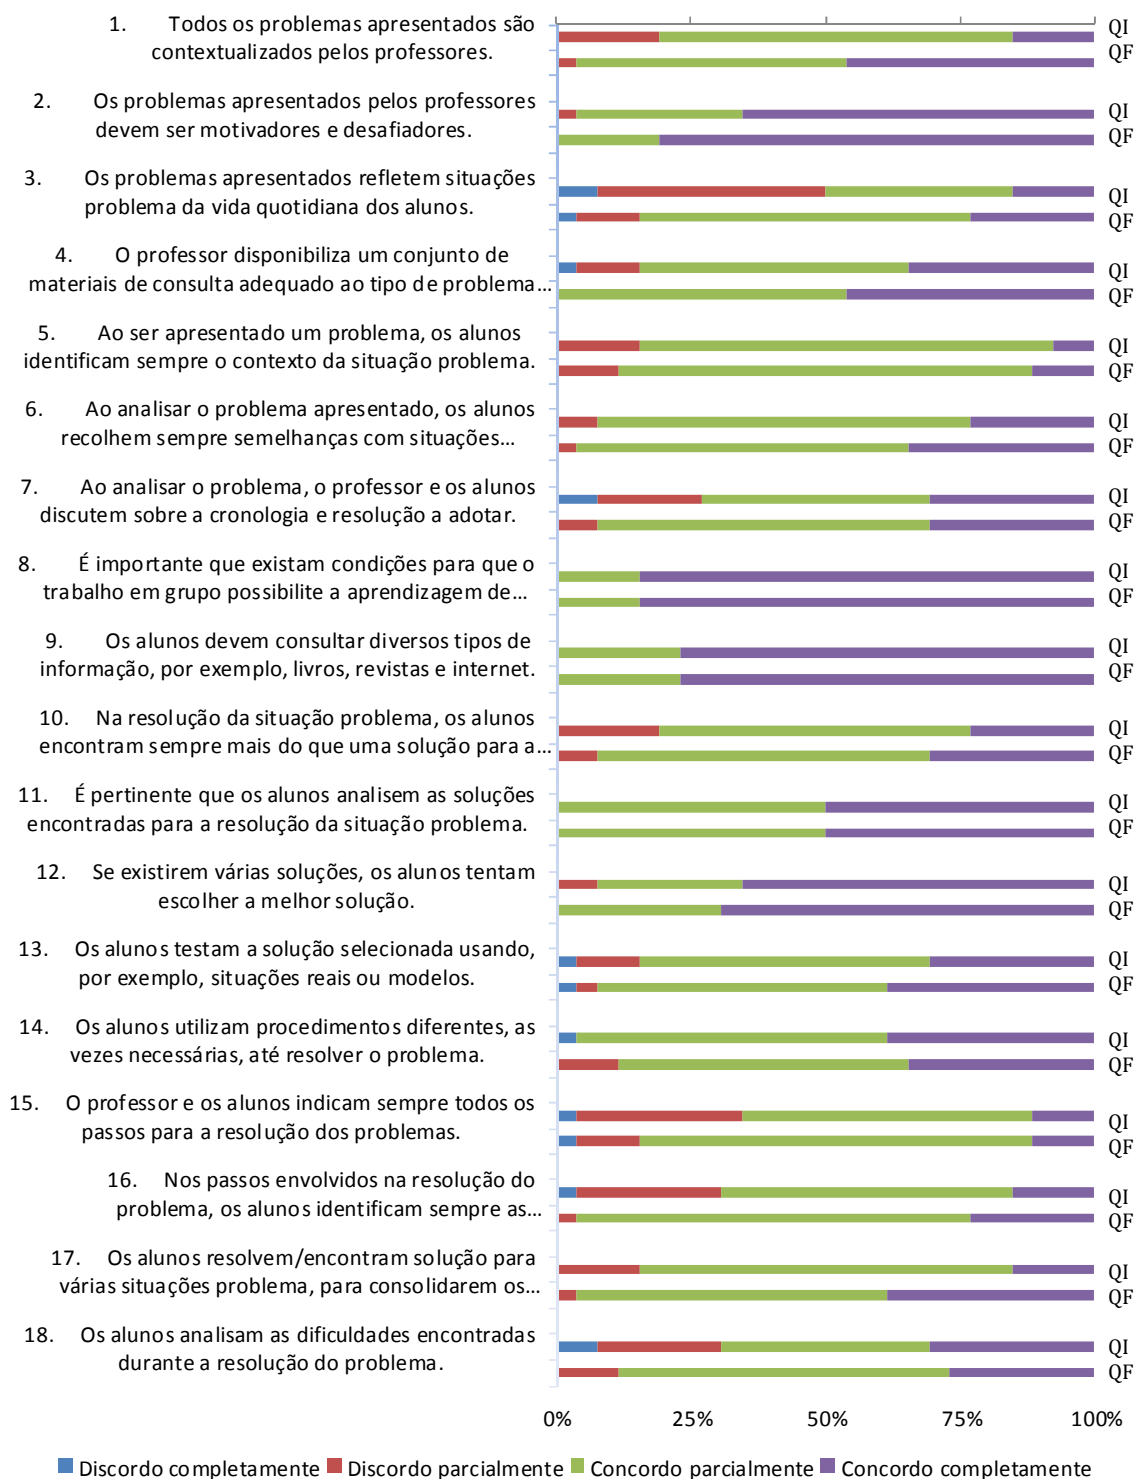 1. Todos os problemas apresentados são
contextualizados pelos professores.
QI
QF
2. Os problemas apresentados pelos professores
devem ser motivadores e desafiadores.
QI
QF
3. Os problemas apresentados refletem situações
problema da vida quotidiana dos alunos.
QI
QF
4. O professor disponibiliza um conjunto de
materiais de consulta adequado ao tipo de problema…
QI
QF
5. Ao ser apresentado um problema, os alunos
identificam sempre o contexto da situação problema.
QI
QF
6. Ao analisar o problema apresentado, os alunos
recolhem sempre semelhanças com situações…
QI
QF
7. Ao analisar o problema, o professor e os alunos
discutem sobre a cronologia e resolução a adotar.
QI
QF
8. É importante que existam condições para que o
trabalho em grupo possibilite a aprendizagem de…
QI
QF
9. Os alunos devem consultar diversos tipos de
informação, por exemplo, livros, revistas e internet.
QI
QF
10. Na resolução da situação problema, os alunos
encontram sempre mais do que uma solução para a…
QI
QF
11. É pertinente que os alunos analisem as soluções
encontradas para a resolução da situação problema.
QI
QF
12. Se existirem várias soluções, os alunos tentam
escolher a melhor solução.
QI
QF
13. Os alunos testam a solução selecionada usando,
por exemplo, situações reais ou modelos.
QI
QF
14. Os alunos utilizam procedimentos diferentes, as
vezes necessárias, até resolver o problema.
QI
QF
15. O professor e os alunos indicam sempre todos os
passos para a resolução dos problemas.
QI
QF
16. Nos passos envolvidos na resolução do
problema, os alunos identificam sempre as…
QI
QF
17. Os alunos resolvem/encontram solução para
várias situações problema, para consolidarem os…
QI
QF
18. Os alunos analisam as dificuldades encontradas
durante a resolução do problema.
QI
QF
0% 25% 50% 75% 100%
Discordo completamente Discordo parcialmente Concordo parcialmente Concordo completamente